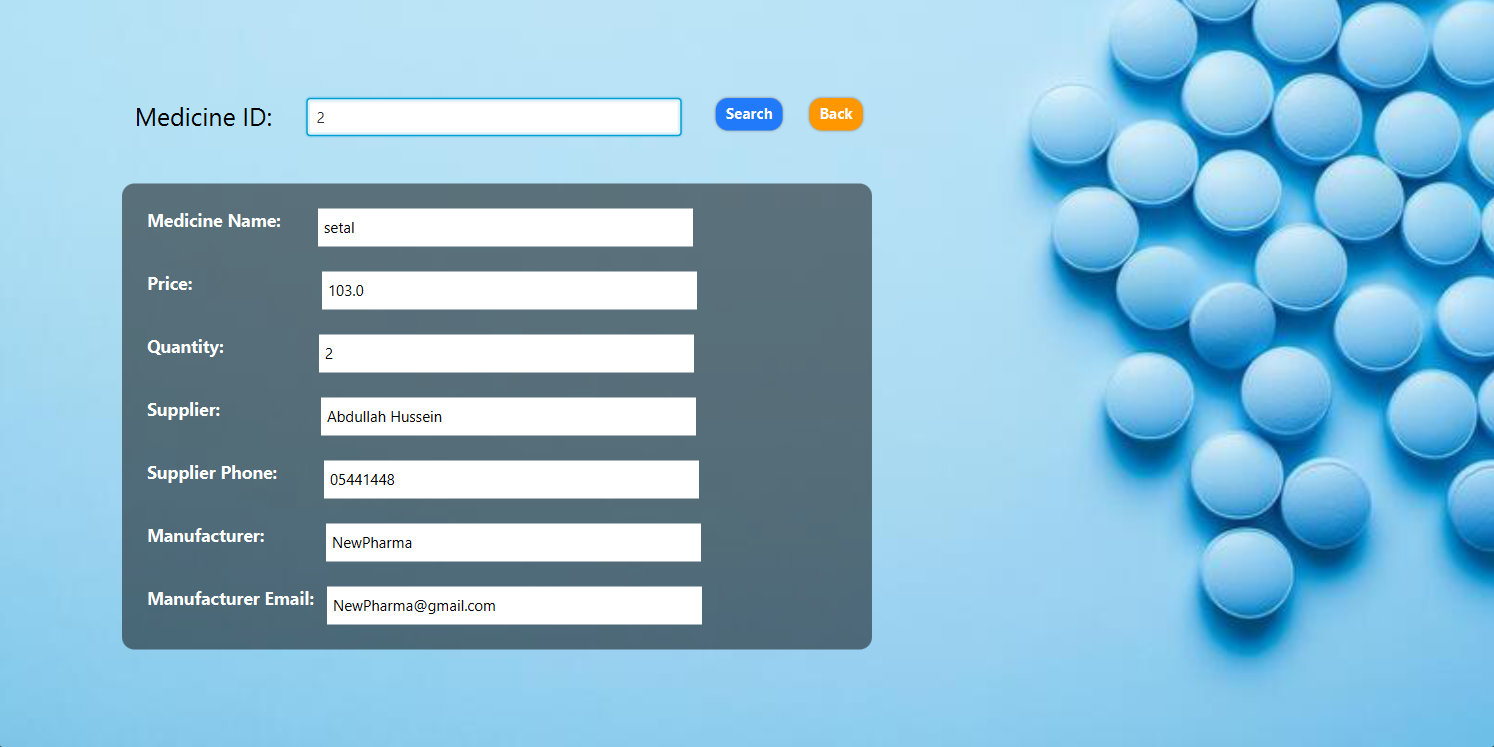 Medicine ID: 2 Search Back
Medicine Name: setal
Price: 103.0
Quantity: 2
Supplier: Abdullah Hussein
Supplier Phone: 05441448
Manufacturer: NewPharma
Manufacturer Email: NewPharma@gmail.com